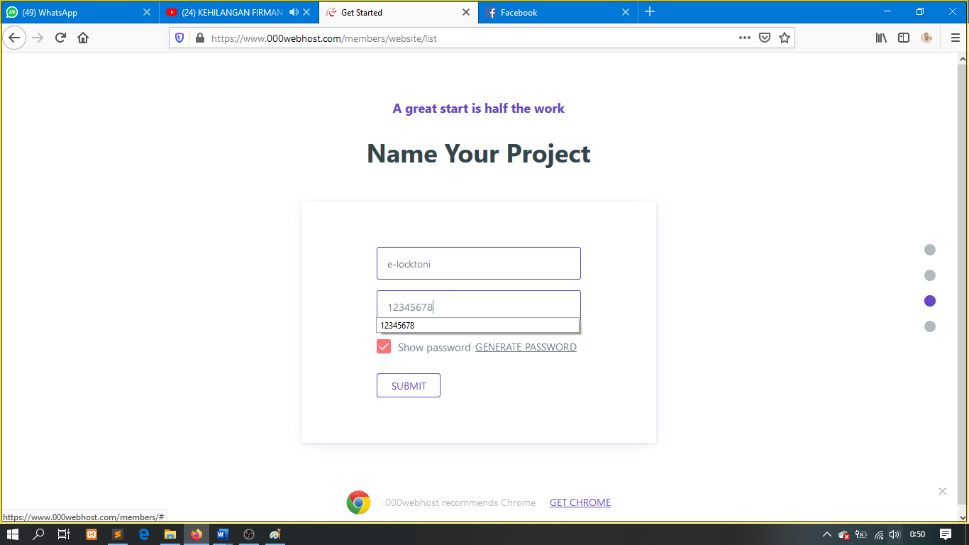 (49) WhatsApp
(24) KEHILANGAN FIRMAN
Get Started
Facebook
https://www.000webhost.com/members/website/list
A great start is half the work
Name Your Project
e-locktoni
12345678
12345678
Show password GENERATE PASSWORD
SUBMIT
000webhost recommends Chrome GET CHROME
https://www.000webhost.com/members/#
0:50